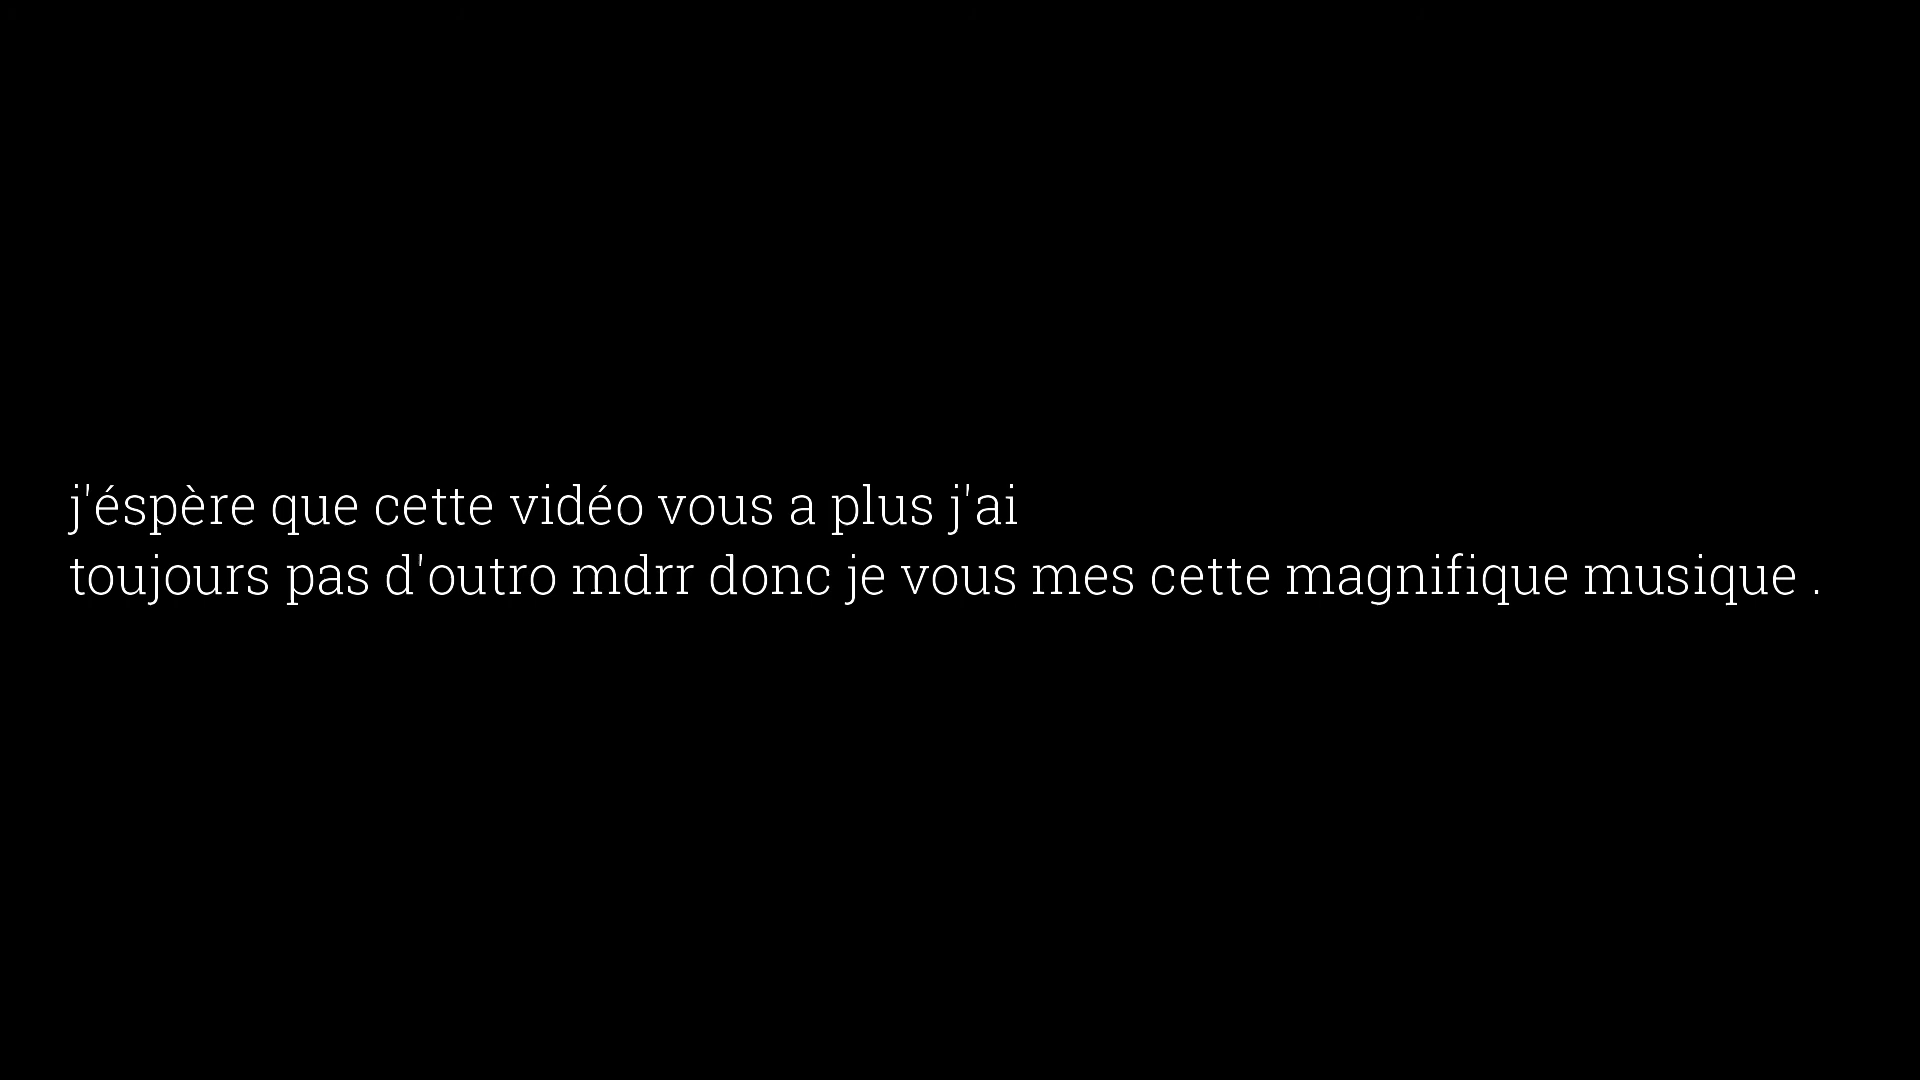 j'éspère que cette vidéo vous a plus j'ai
toujours pas d'outro mdrr donc je vous mes cette magnifique musique .